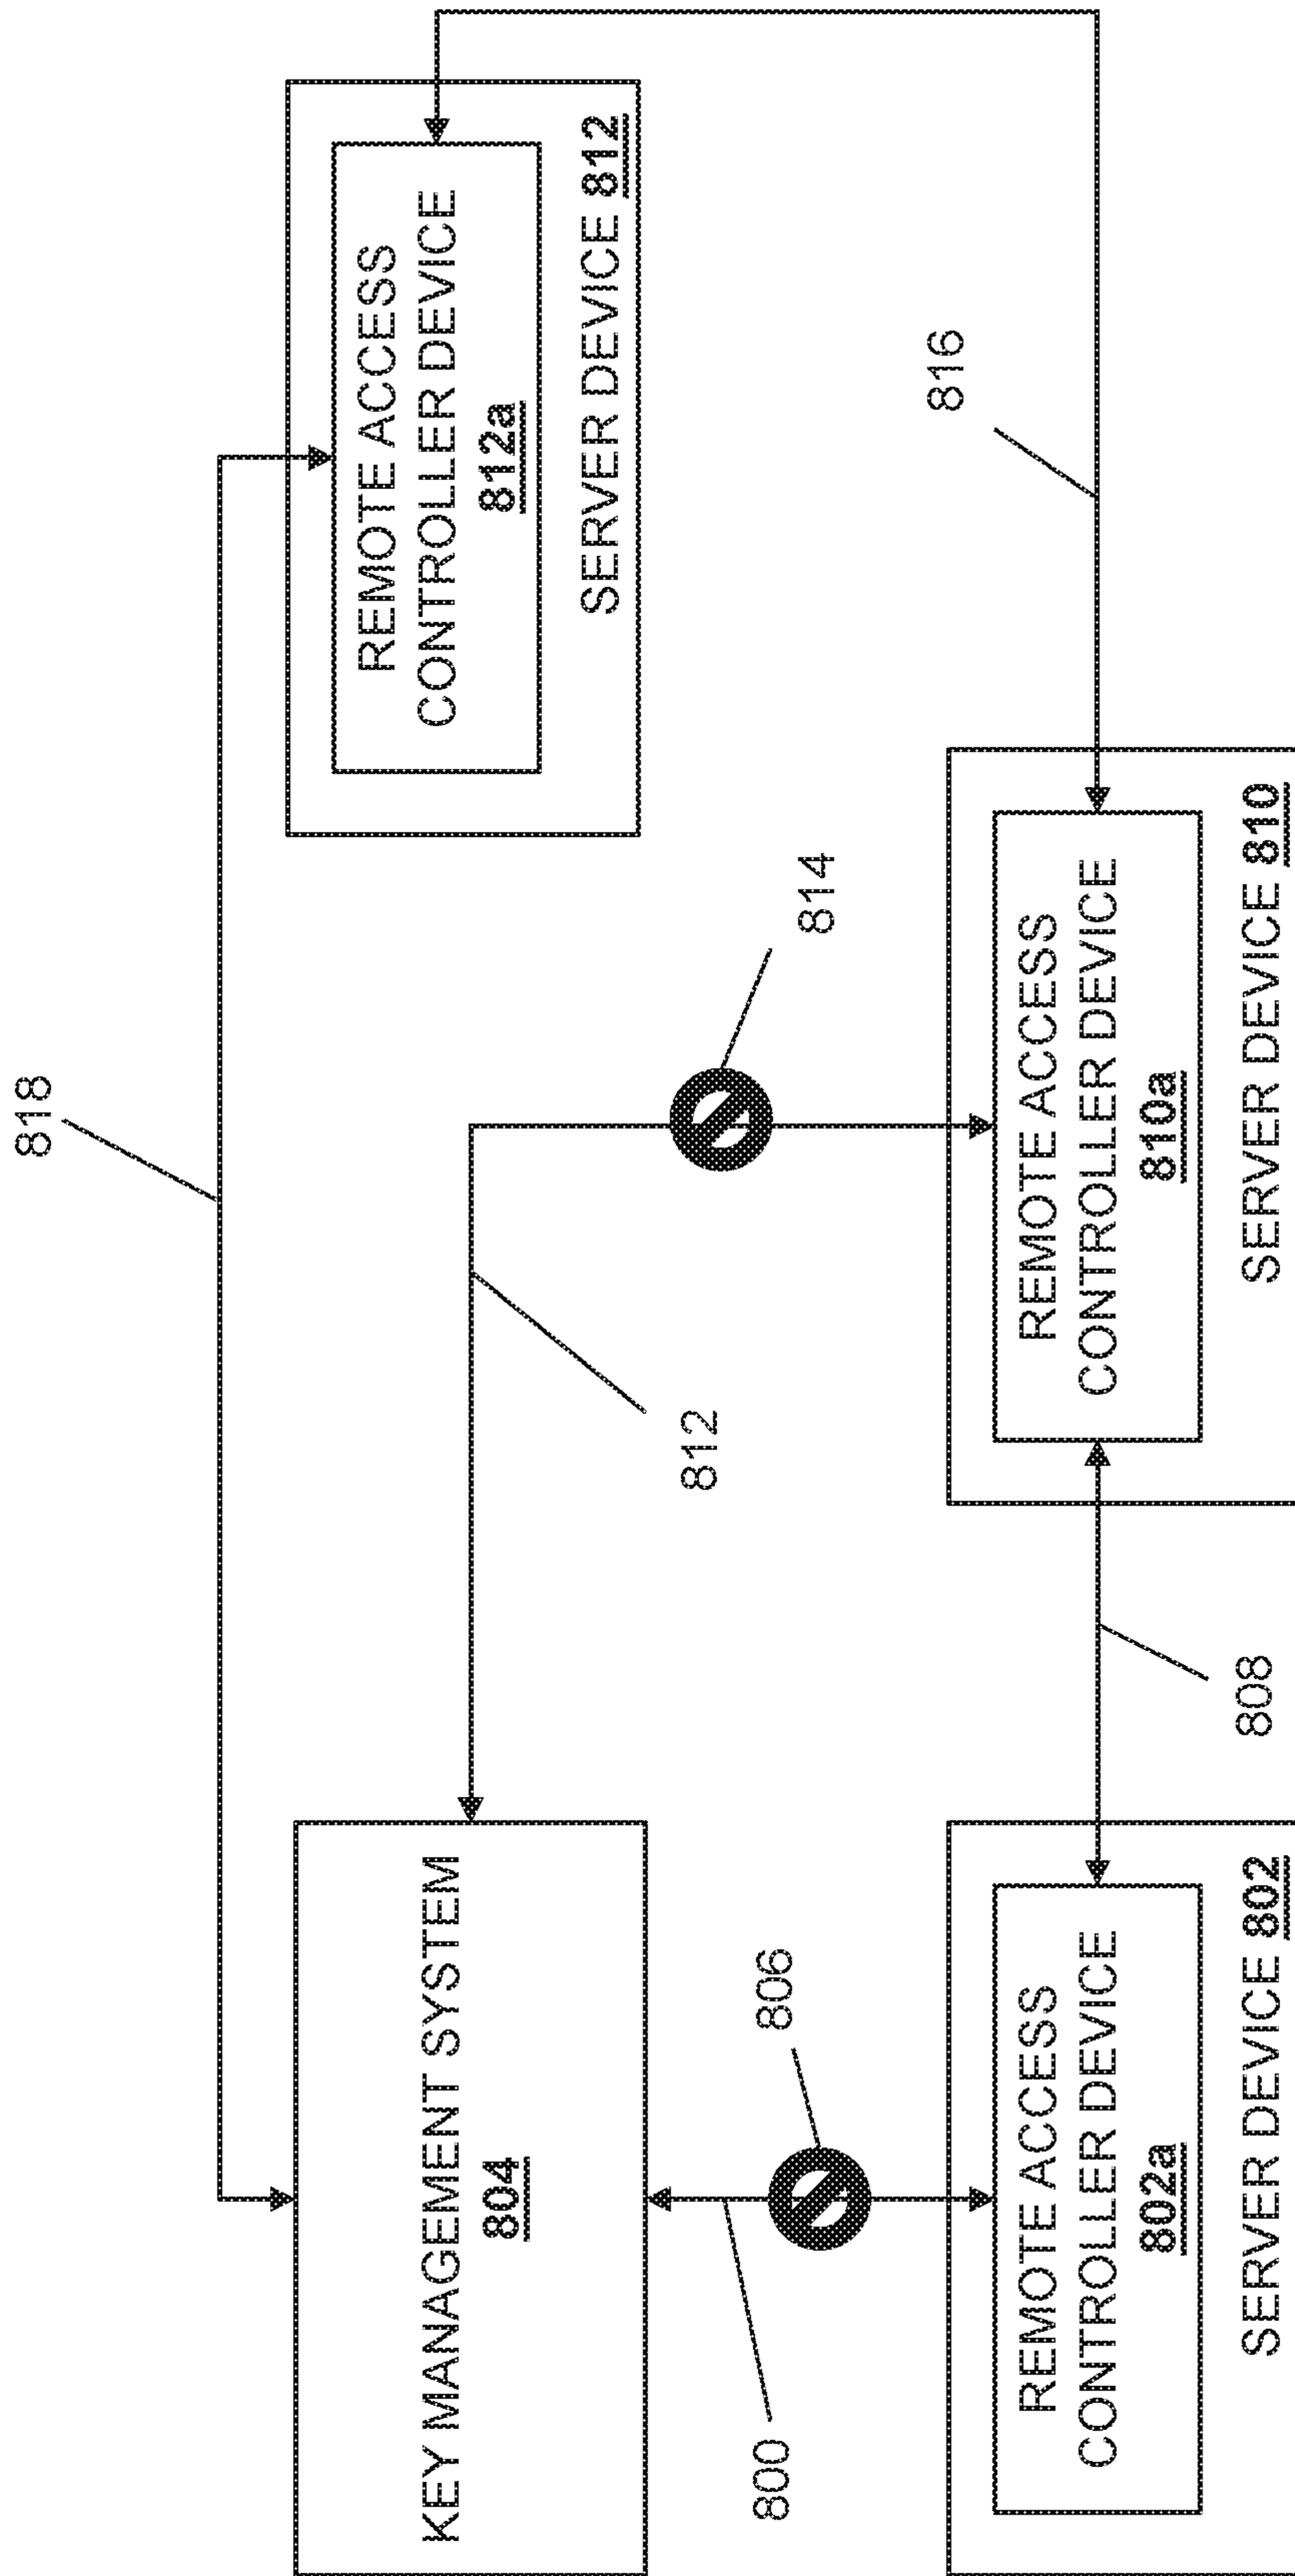 818
KEY MANAGEMENT SYSTEM
804
REMOTE ACCESS
CONTROLLER DEVICE
812a
SERVER DEVICE 812
812
814
800
806
816
REMOTE ACCESS
CONTROLLER DEVICE
802a
SERVER DEVICE 802
808
REMOTE ACCESS
CONTROLLER DEVICE
810a
SERVER DEVICE 810